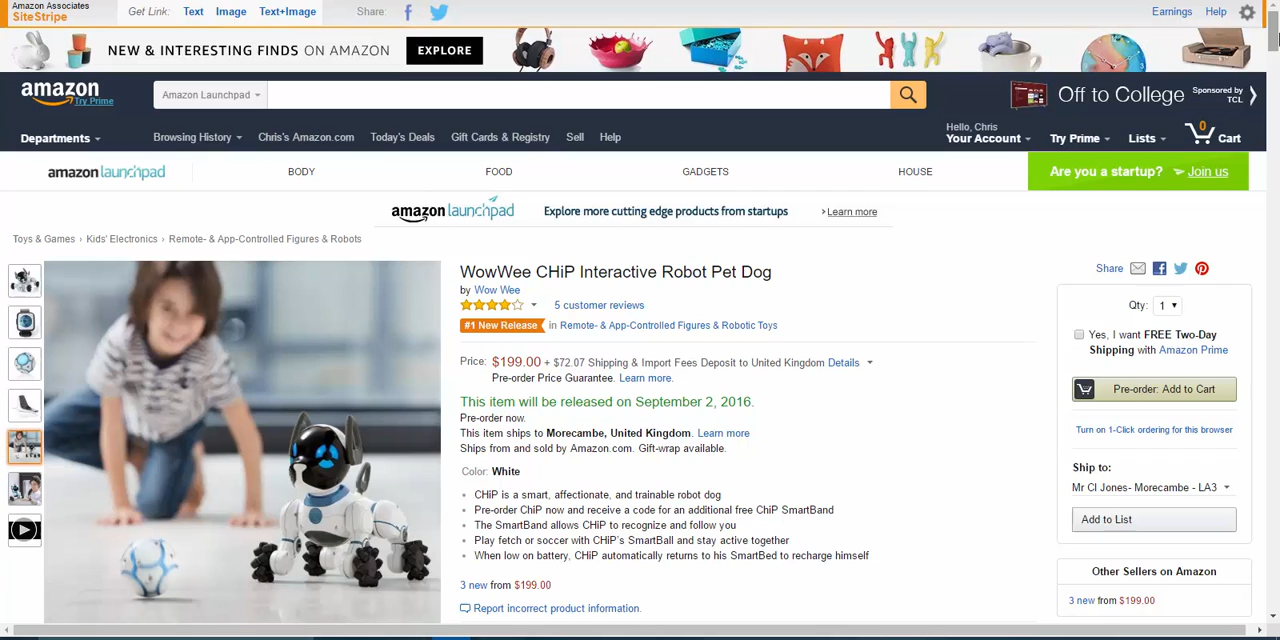 Amazon Associates
SiteStripe
Get Link: Text Image Text+Image
Share:
Earnings Help
NEW & INTERESTING FINDS ON AMAZON EXPLORE
amazon
Try Prime
Amazon Launchpad
Off to College
Sponsored by
TCL
Departments
Browsing History Chris's Amazon.com Today's Deals Gift Cards & Registry Sell Help
Hello, Chris
Your Account
Try Prime Lists 0 Cart
amazon launchpad BODY FOOD GADGETS HOUSE Are you a startup? Join us
amazon launchpad Explore more cutting edge products from startups › Learn more
Toys & Games › Kids' Electronics › Remote- & App-Controlled Figures & Robots
WowWee CHiP Interactive Robot Pet Dog
by Wow Wee
5 customer reviews
#1 New Release in Remote- & App-Controlled Figures & Robotic Toys
Price: $199.00 + $72.07 Shipping & Import Fees Deposit to United Kingdom Details
Pre-order Price Guarantee. Learn more.
This item will be released on September 2, 2016.
Pre-order now.
This item ships to Morecambe, United Kingdom. Learn more
Ships from and sold by Amazon.com. Gift-wrap available.
Color: White
CHiP is a smart, affectionate, and trainable robot dog
Pre-order CHiP now and receive a code for an additional free CHiP SmartBand
The SmartBand allows CHiP to recognize and follow you
Play fetch or soccer with CHiP's SmartBall and stay active together
When low on battery, CHiP automatically returns to his SmartBed to recharge himself
3 new from $199.00
Report incorrect product information.
Share
Qty: 1
Yes, I want FREE Two-Day
Shipping with Amazon Prime
Pre-order: Add to Cart
Turn on 1-Click ordering for this browser
Ship to:
Mr CI Jones- Morecambe - LA3
Add to List
Other Sellers on Amazon
3 new from $199.00